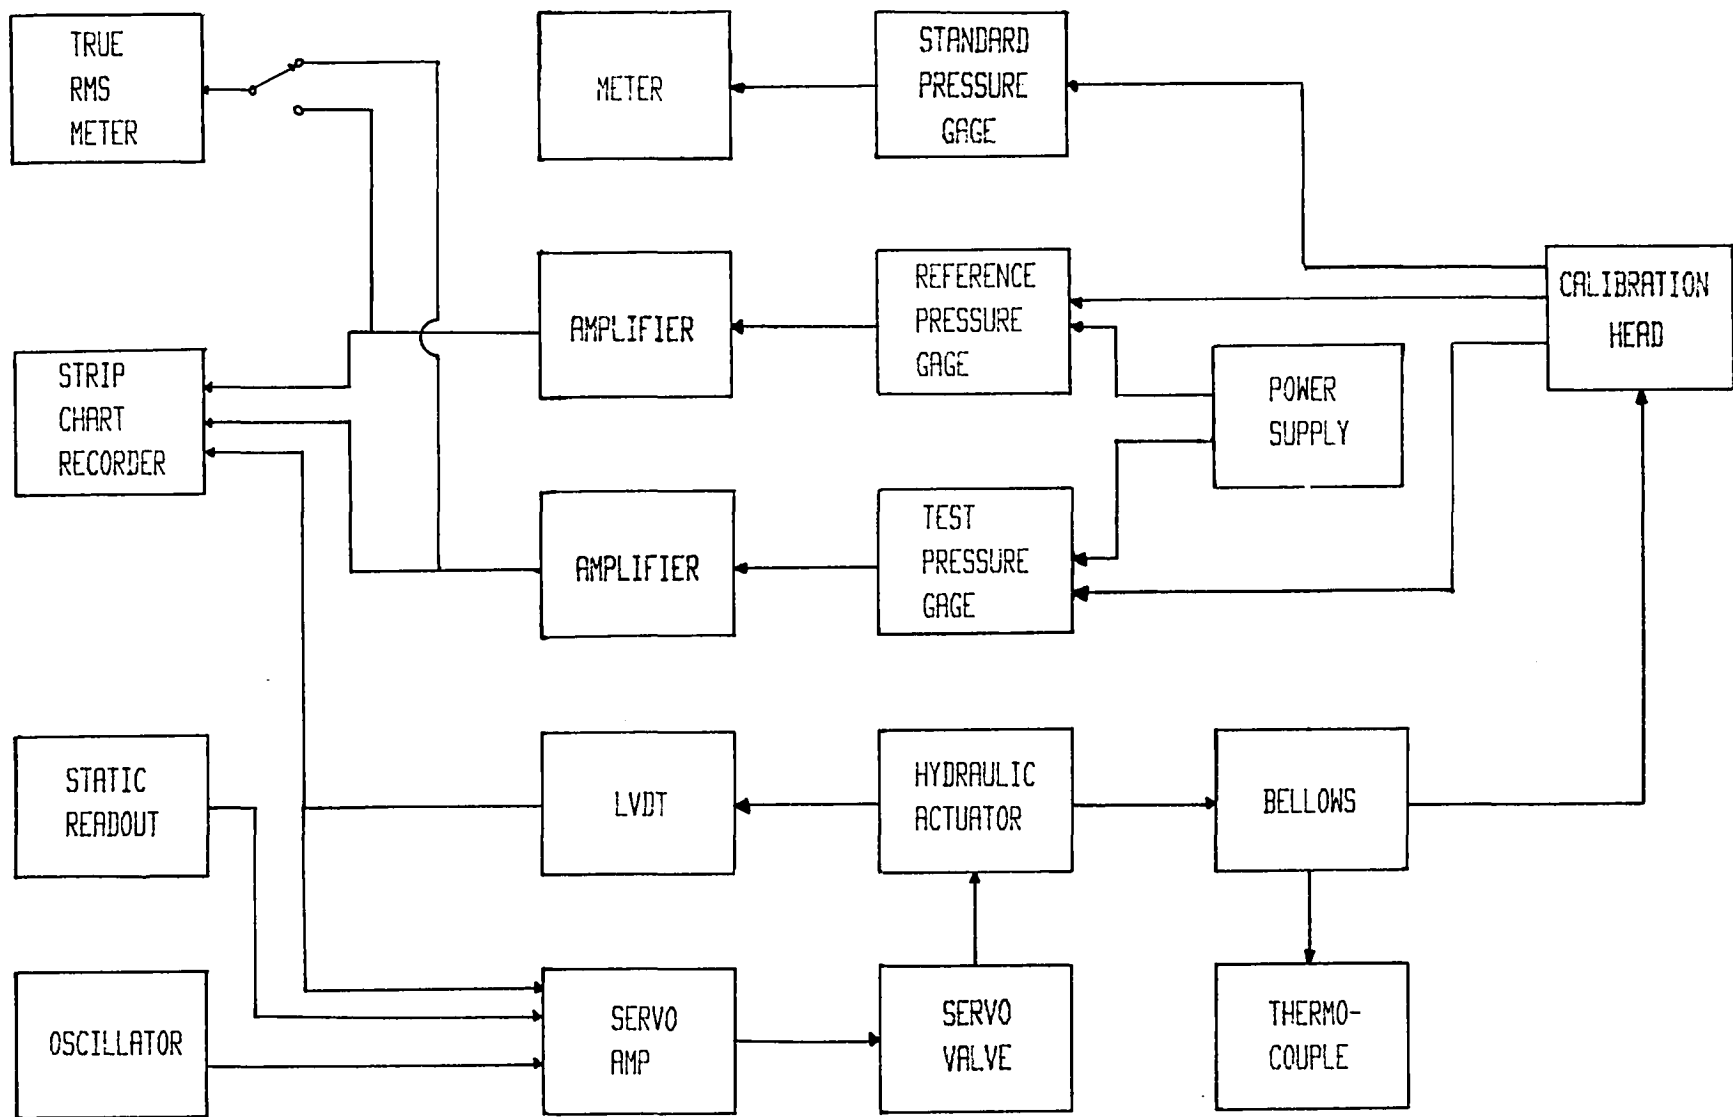 TRUE
RMS
METER
METER
STANDARD
PRESSURE
GAGE
STRIP
CHART
RECORDER
AMPLIFIER
REFERENCE
PRESSURE
GAGE
POWER
SUPPLY
CALIBRATION
HEAD
AMPLIFIER
TEST
PRESSURE
GAGE
STATIC
READOUT
LVDT
HYDRAULIC
ACTUATOR
BELLOWS
OSCILLATOR
SERVO
AMP
SERVO
VALVE
THERMO-
COUPLE